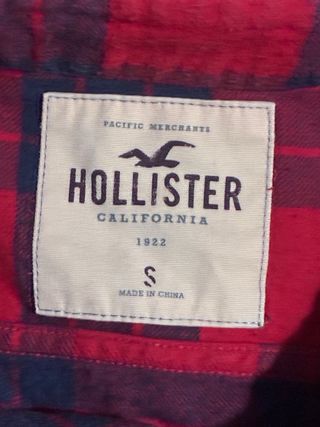 PACIFIC MERCHANTS
HOLLISTER
CALIFORNIA
1922
S
MADE IN CHINA